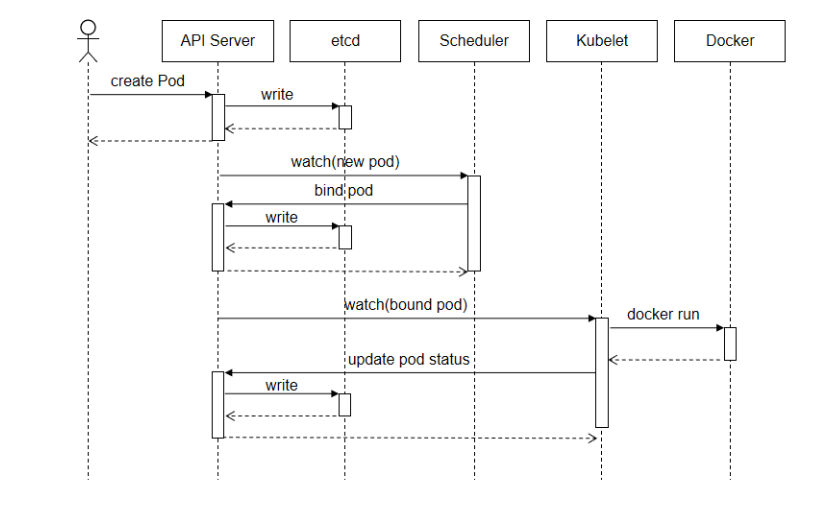 API Server
etcd
Scheduler
Kubelet
Docker
create Pod
write
watch(new pod)
bind pod
write
watch(bound pod)
docker run
update pod status
write